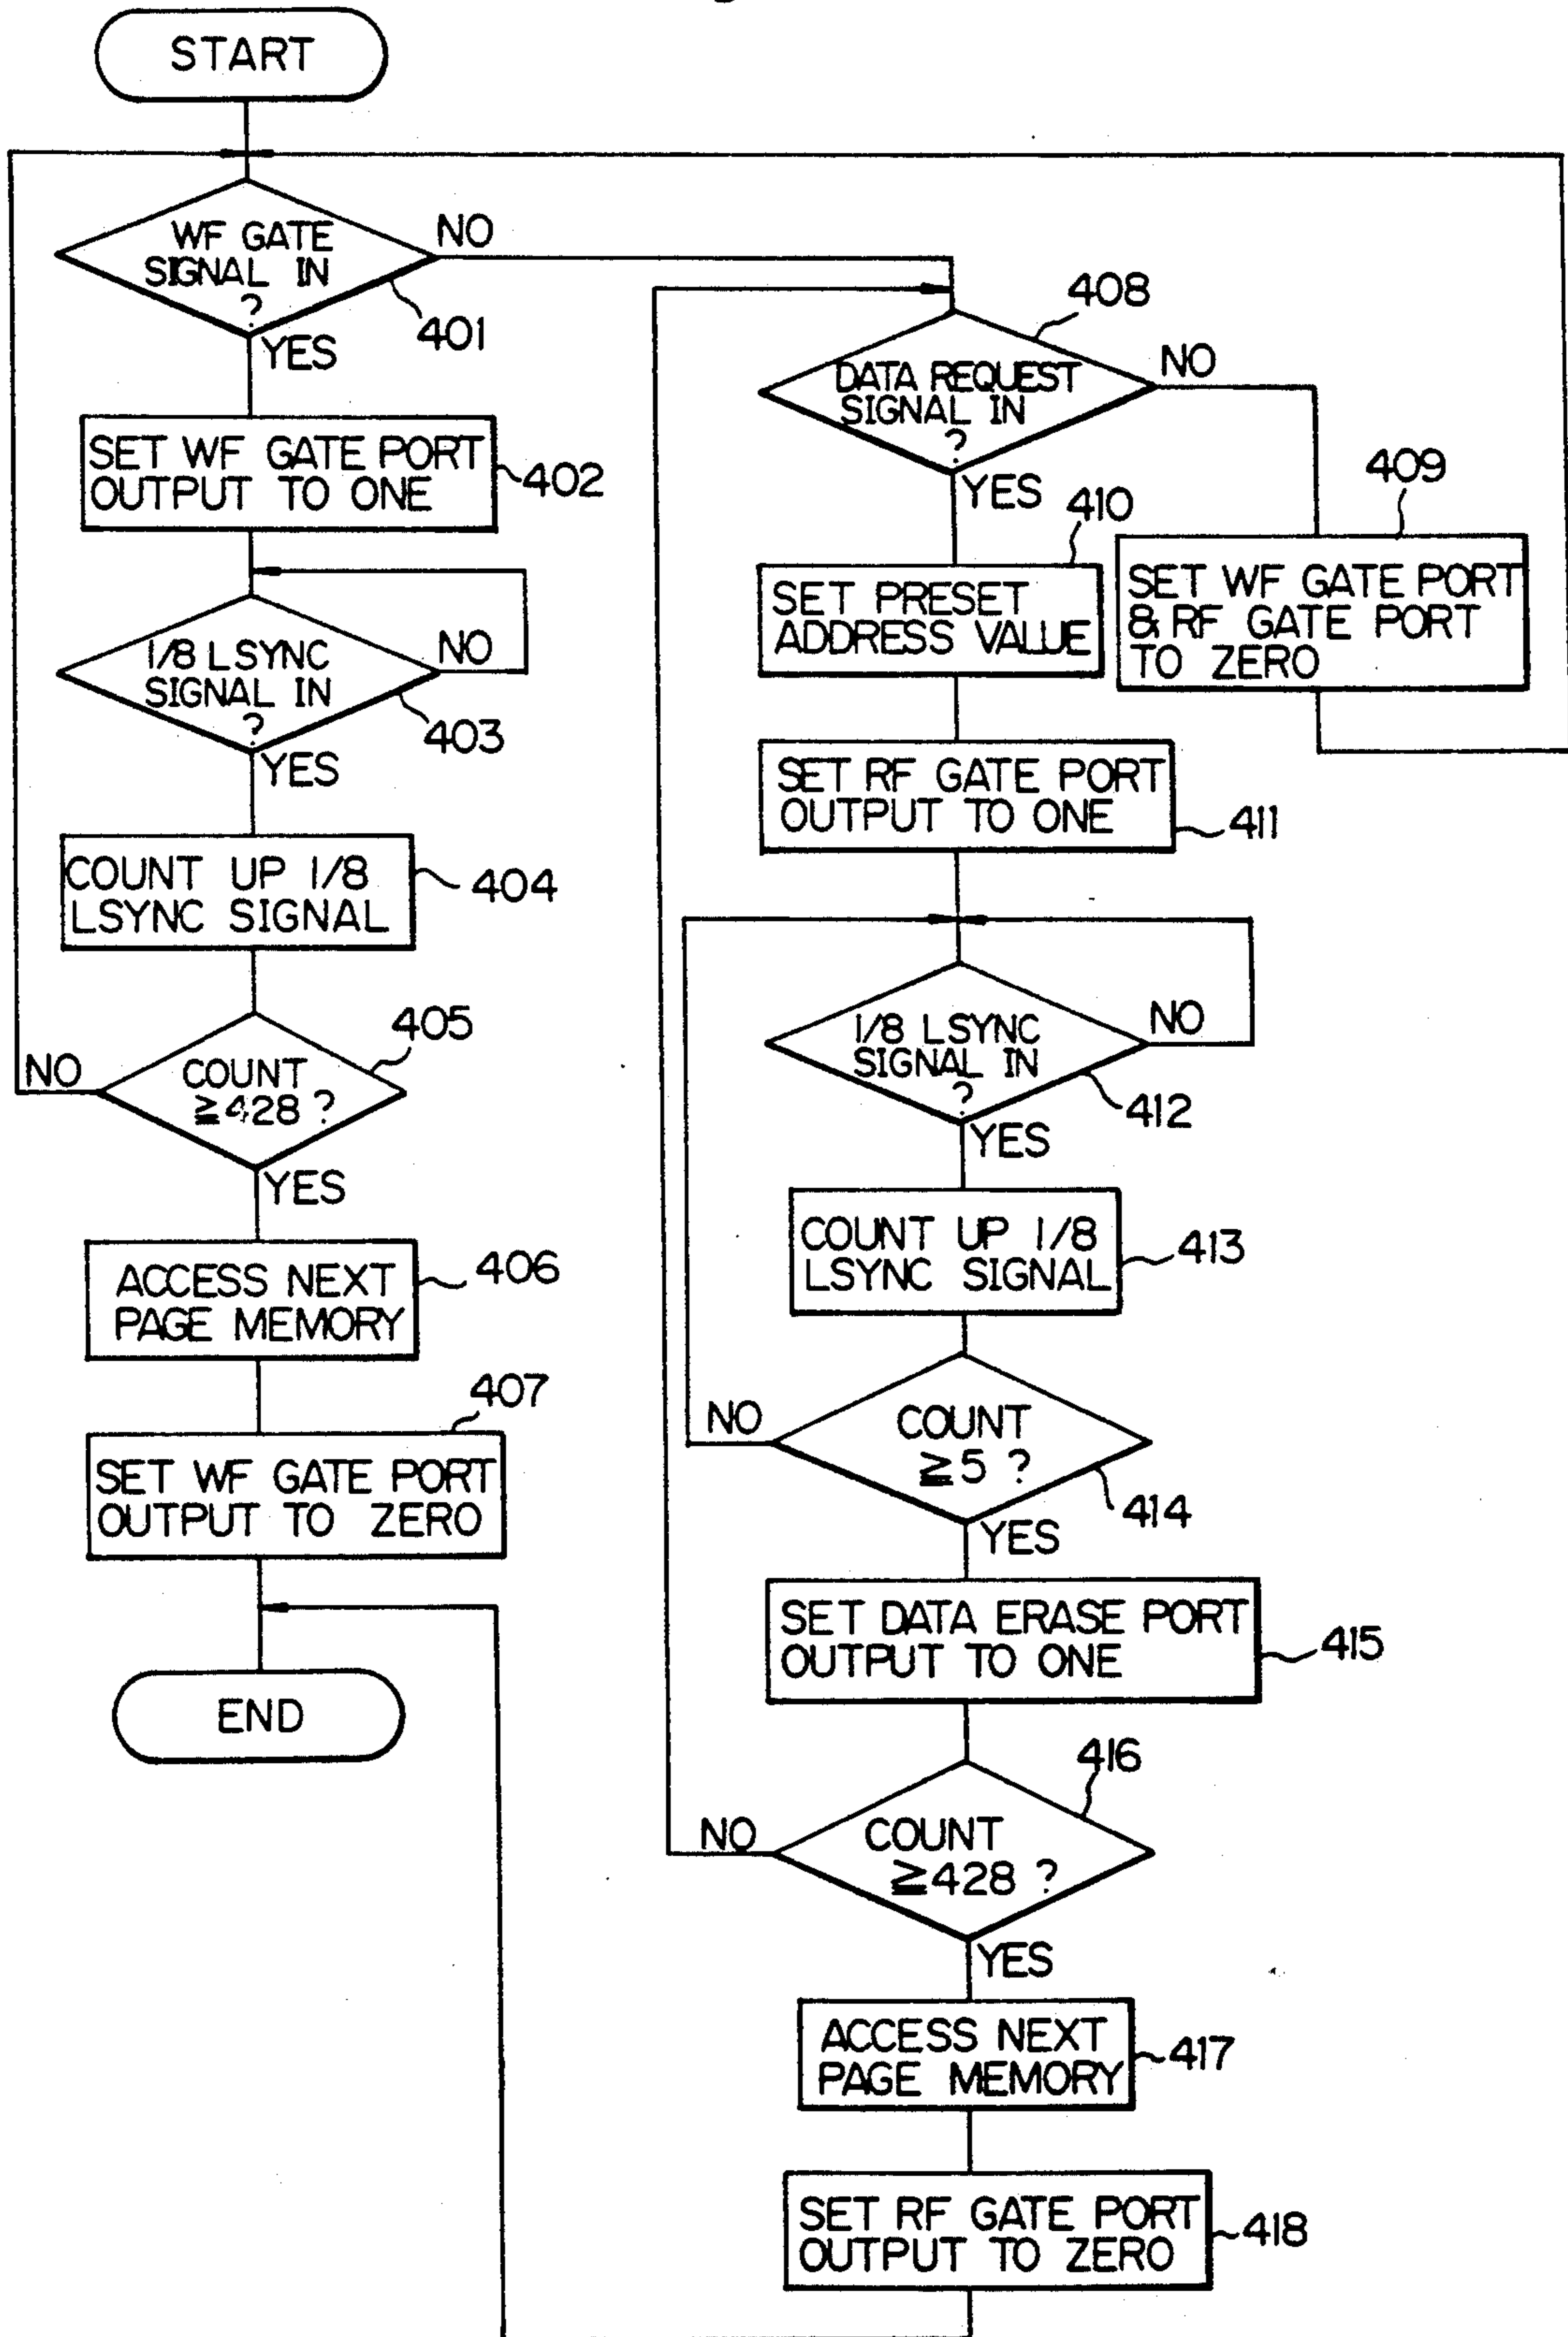 START
WF GATE
SIGNAL IN
?
NO
401
YES
SET WF GATE PORT
OUTPUT TO ONE
402
1/8 LSYNC
SIGNAL IN
?
NO
403
YES
COUNT UP 1/8
LSYNC SIGNAL
404
405
NO
COUNT
≧428 ?
YES
ACCESS NEXT
PAGE MEMORY
406
407
SET WF GATE PORT
OUTPUT TO ZERO
END
408
DATA REQUEST
SIGNAL IN
?
NO
YES
409
SET WF GATE PORT
& RF GATE PORT
TO ZERO
410
SET PRESET
ADDRESS VALUE
SET RF GATE PORT
OUTPUT TO ONE
411
1/8 LSYNC
SIGNAL IN
?
NO
412
YES
COUNT UP 1/8
LSYNC SIGNAL
413
NO
COUNT
≧5 ?
414
YES
SET DATA ERASE PORT
OUTPUT TO ONE
415
416
NO
COUNT
≧428 ?
YES
ACCESS NEXT
PAGE MEMORY
417
SET RF GATE PORT
OUTPUT TO ZERO
418